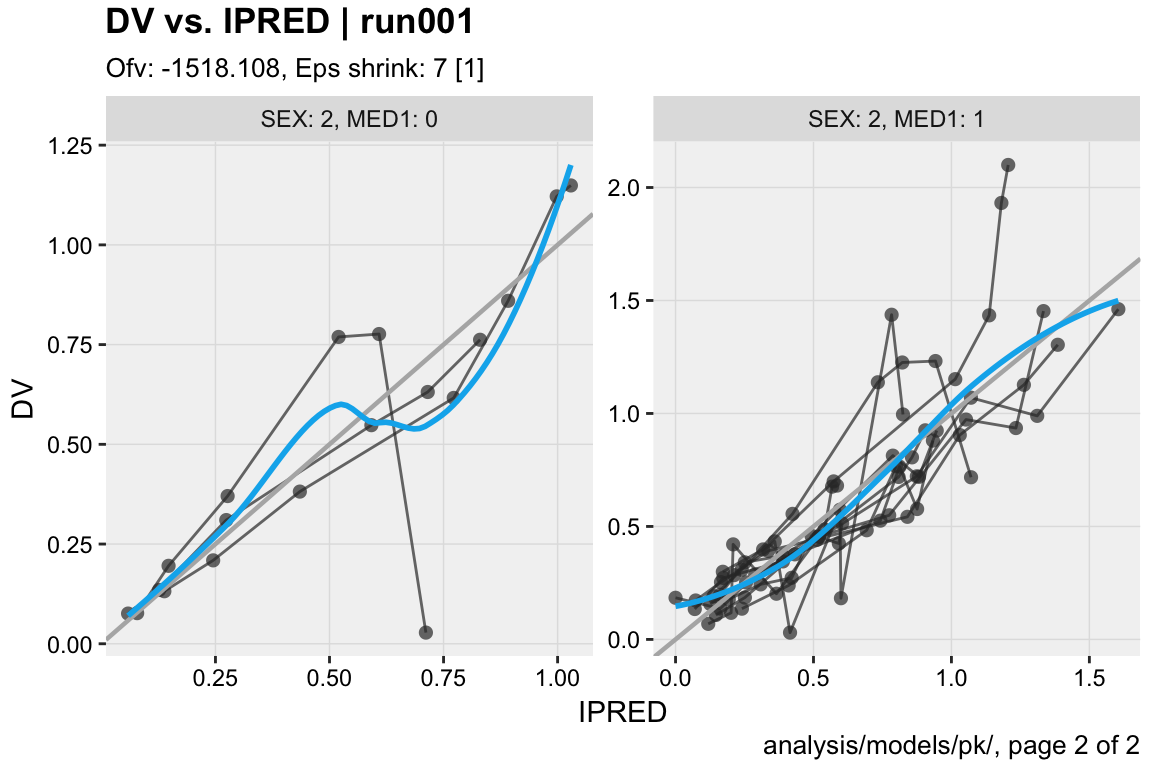 DV vs. IPRED | run001
Ofv: -1518.108, Eps shrink: 7 [1]
SEX: 2, MED1: 0
SEX: 2, MED1: 1
1.25
1.00
0.75
0.50
0.25
0.00
2.0
1.5
1.0
0.5
0.0
DV
0.25 0.50 0.75 1.00
0.0 0.5 1.0 1.5
IPRED
analysis/models/pk/, page 2 of 2